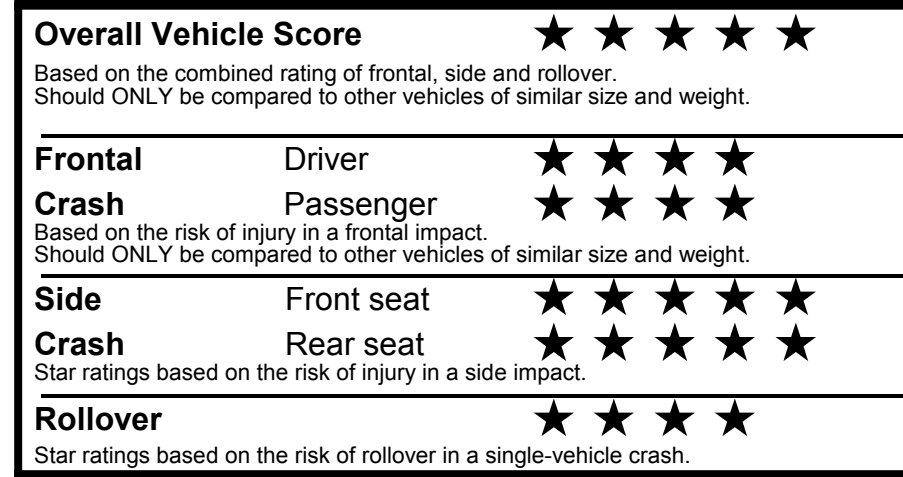 Overall Vehicle Score ★ ★ ★ ★ ★
Based on the combined rating of frontal, side and rollover.
Should ONLY be compared to other vehicles of similar size and weight.
Frontal Driver ★ ★ ★ ★
Crash Passenger ★ ★ ★ ★
Based on the risk of injury in a frontal impact.
Should ONLY be compared to other vehicles of similar size and weight.
Side Front seat ★ ★ ★ ★ ★
Crash Rear seat ★ ★ ★ ★ ★
Star ratings based on the risk of injury in a side impact.
Rollover ★ ★ ★ ★
Star ratings based on the risk of rollover in a single-vehicle crash.